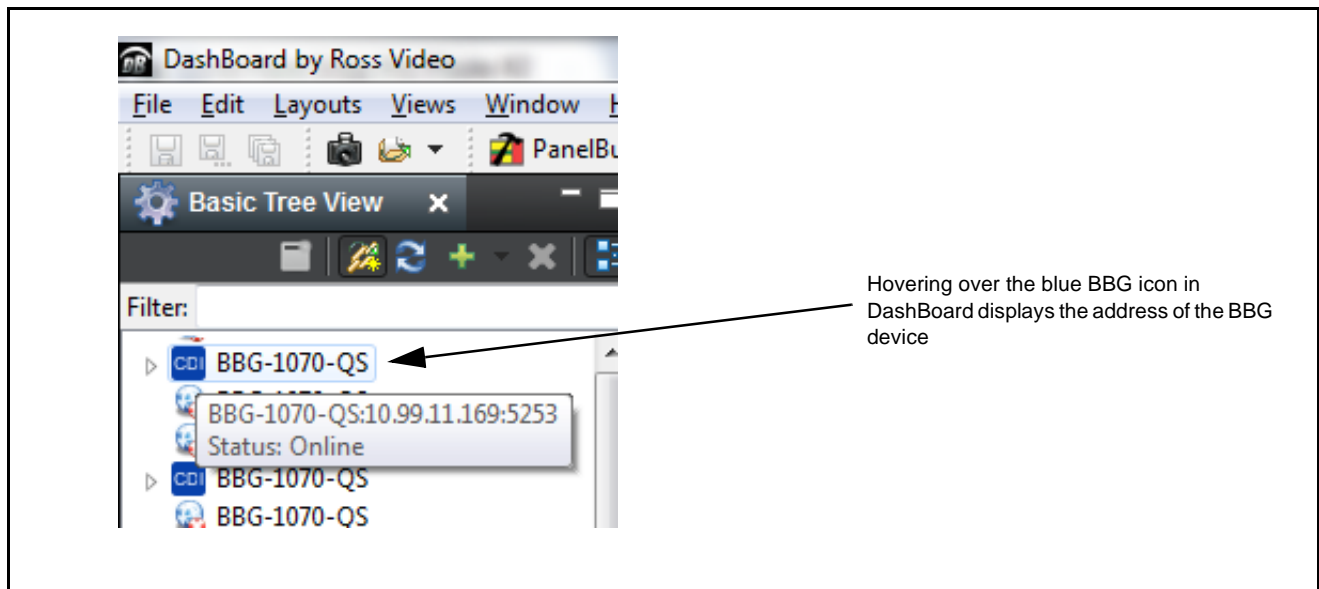 DashBoard by Ross Video
File Edit Layouts Views Window
PanelBu
Basic Tree View
Filter:
CDI BBG-1070-QS
BBG-1070-QS:10.99.11.169:5253
Status: Online
CDI BBG-1070-QS
BBG-1070-QS
Hovering over the blue BBG icon in
DashBoard displays the address of the BBG
device